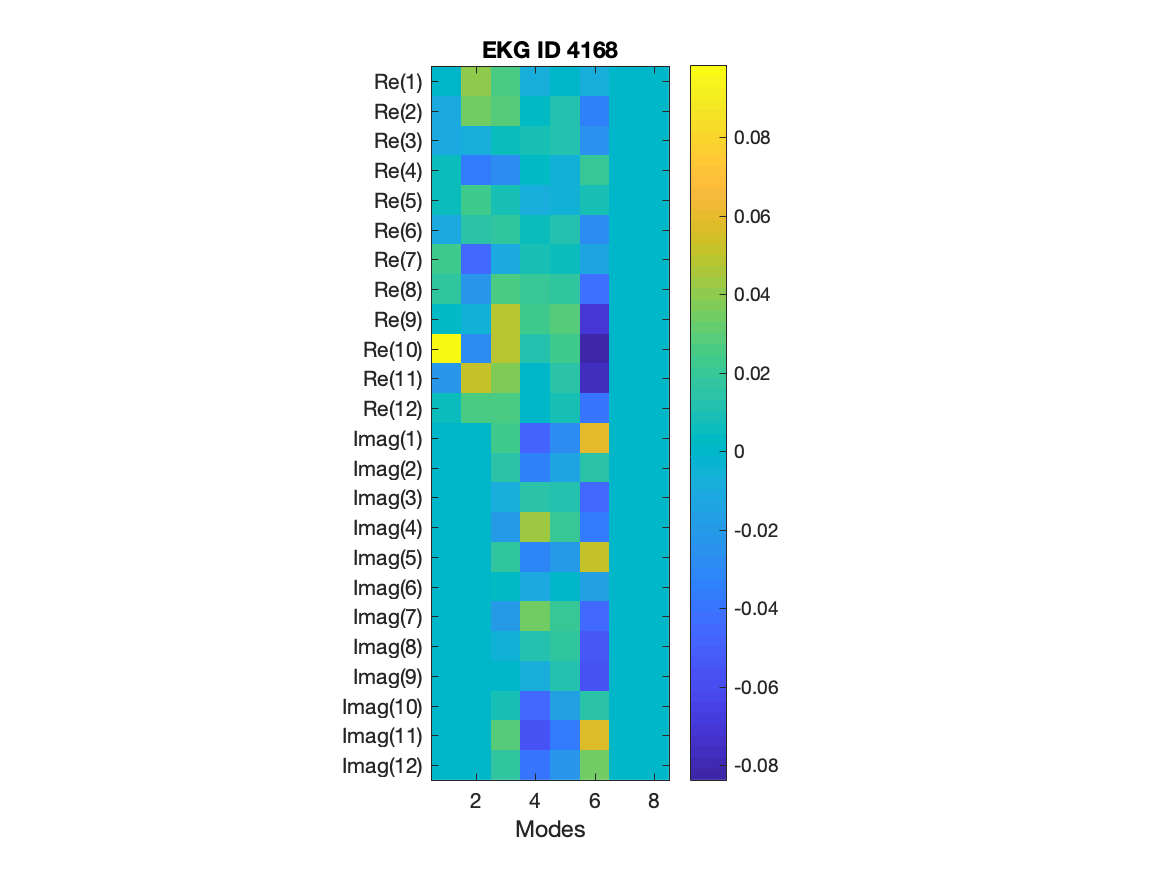 EKG ID 4168
Re(1)
Re(2)
Re(3)
Re(4)
Re(5)
Re(6)
Re(7)
Re(8)
Re(9)
Re(10)
Re(11)
Re(12)
Imag(1)
Imag(2)
Imag(3)
Imag(4)
Imag(5)
Imag(6)
Imag(7)
Imag(8)
Imag(9)
Imag(10)
Imag(11)
Imag(12)
2 4 6 8
Modes
0.08
0.06
0.04
0.02
0
-0.02
-0.04
-0.06
-0.08